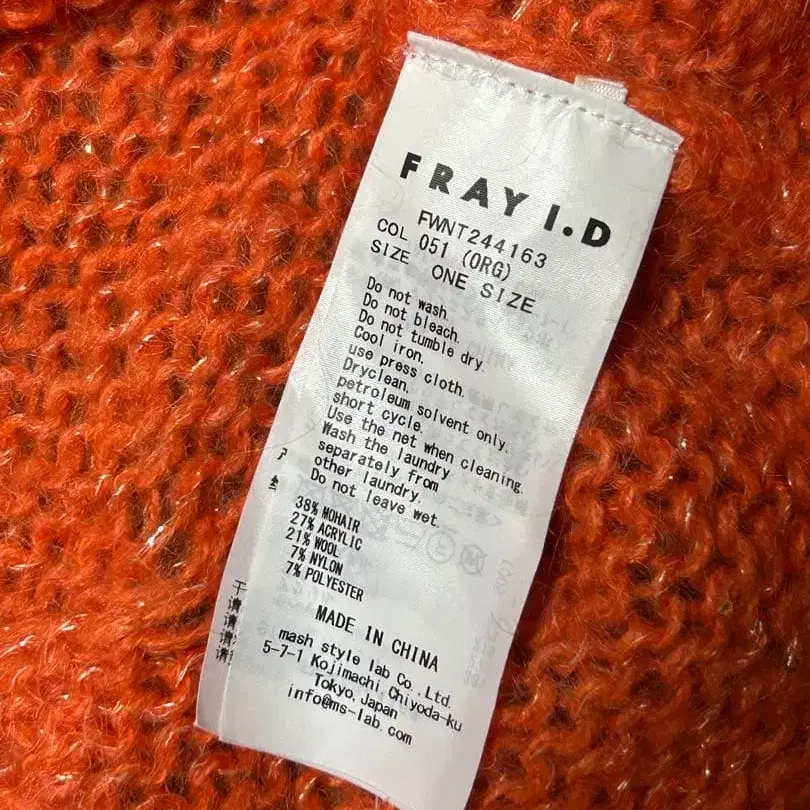 FRAY I.D
FWNT244163
COL 051 (ORG)
SIZE ONE SIZE
Do not wash.
Do not bleach.
Do not tumble dry.
Cool iron.
use press cloth.
Dryclean.
petroleum solvent only.
short cycle.
Use the net when cleaning.
Wash the laundry
separately from
other laundry.
Do not leave wet.
38% MOHAIR
27% ACRYLIC
21% WOOL
7% NYLON
7% POLYESTER
MADE IN CHINA
mash style lab Co., Ltd.
5-7-1 Kojimachi, Chiyoda-ku
Tokyo, Japan
info@ms-lab.com